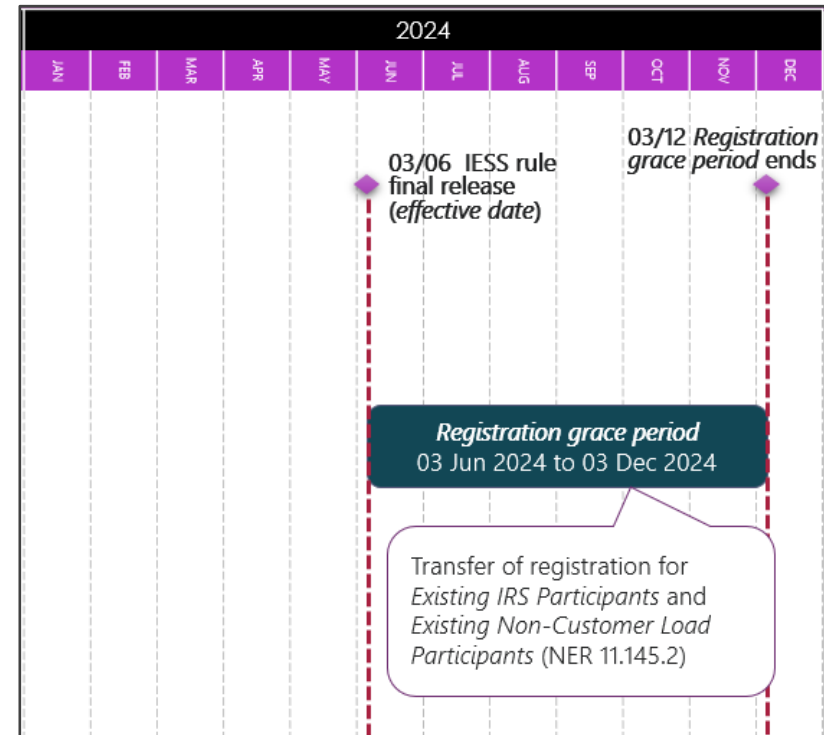 2024
JAN FEB MAR APR MAY JUN JUL AUG SEP OCT NOV DEC
03/06 IESS rule
final release
(effective date)
03/12 Registration
grace period ends
Registration grace period
03 Jun 2024 to 03 Dec 2024
Transfer of registration for
Existing IRS Participants and
Existing Non-Customer Load
Participants (NER 11.145.2)